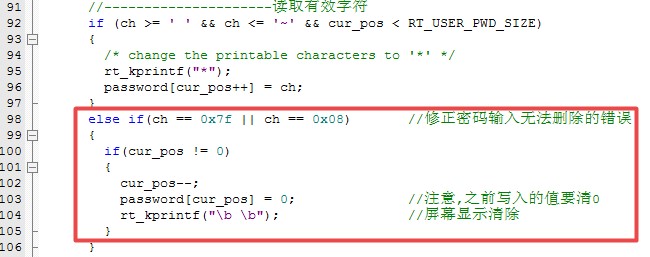 91 //---------------------读取有效字符
92 if (ch >= ' ' && ch <= '~' && cur_pos < RT_USER_PWD_SIZE)
93 {
94 /* change the printable characters to '*' */
95 rt_kprintf("*");
96 password[cur_pos++] = ch;
97 }
98 else if(ch == 0x7f || ch == 0x08) //修正密码输入无法删除的错误
99 {
100 if(cur_pos != 0)
101 {
102 cur_pos--;
103 password[cur_pos] = 0; //注意,之前写入的值要清0
104 rt_kprintf("\b \b"); //屏幕显示清除
105 }
106 }